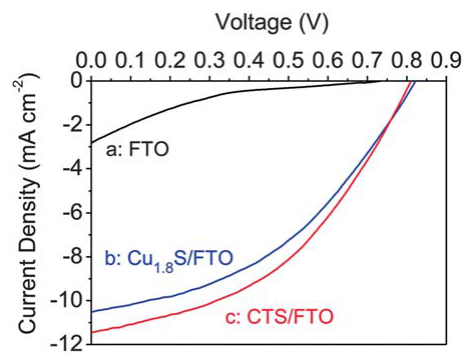 Voltage (V)
0.0 0.1 0.2 0.3 0.4 0.5 0.6 0.7 0.8 0.9
Current Density (mA cm⁻²)
0
-2
-4
-6
-8
-10
-12
a: FTO
b: Cu₁.₈S/FTO
c: CTS/FTO